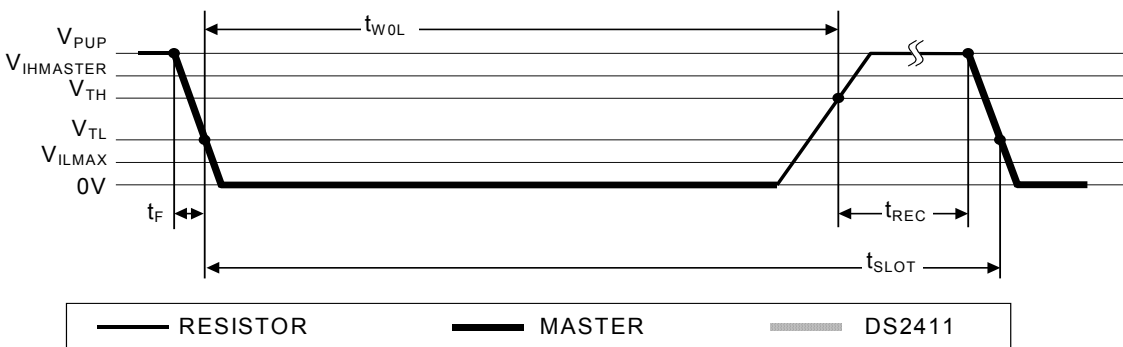 tW0L
VPUP
VIHMASTER
VTH
VTL
VILMAX
0V
tF
tREC
tSLOT
RESISTOR MASTER DS2411